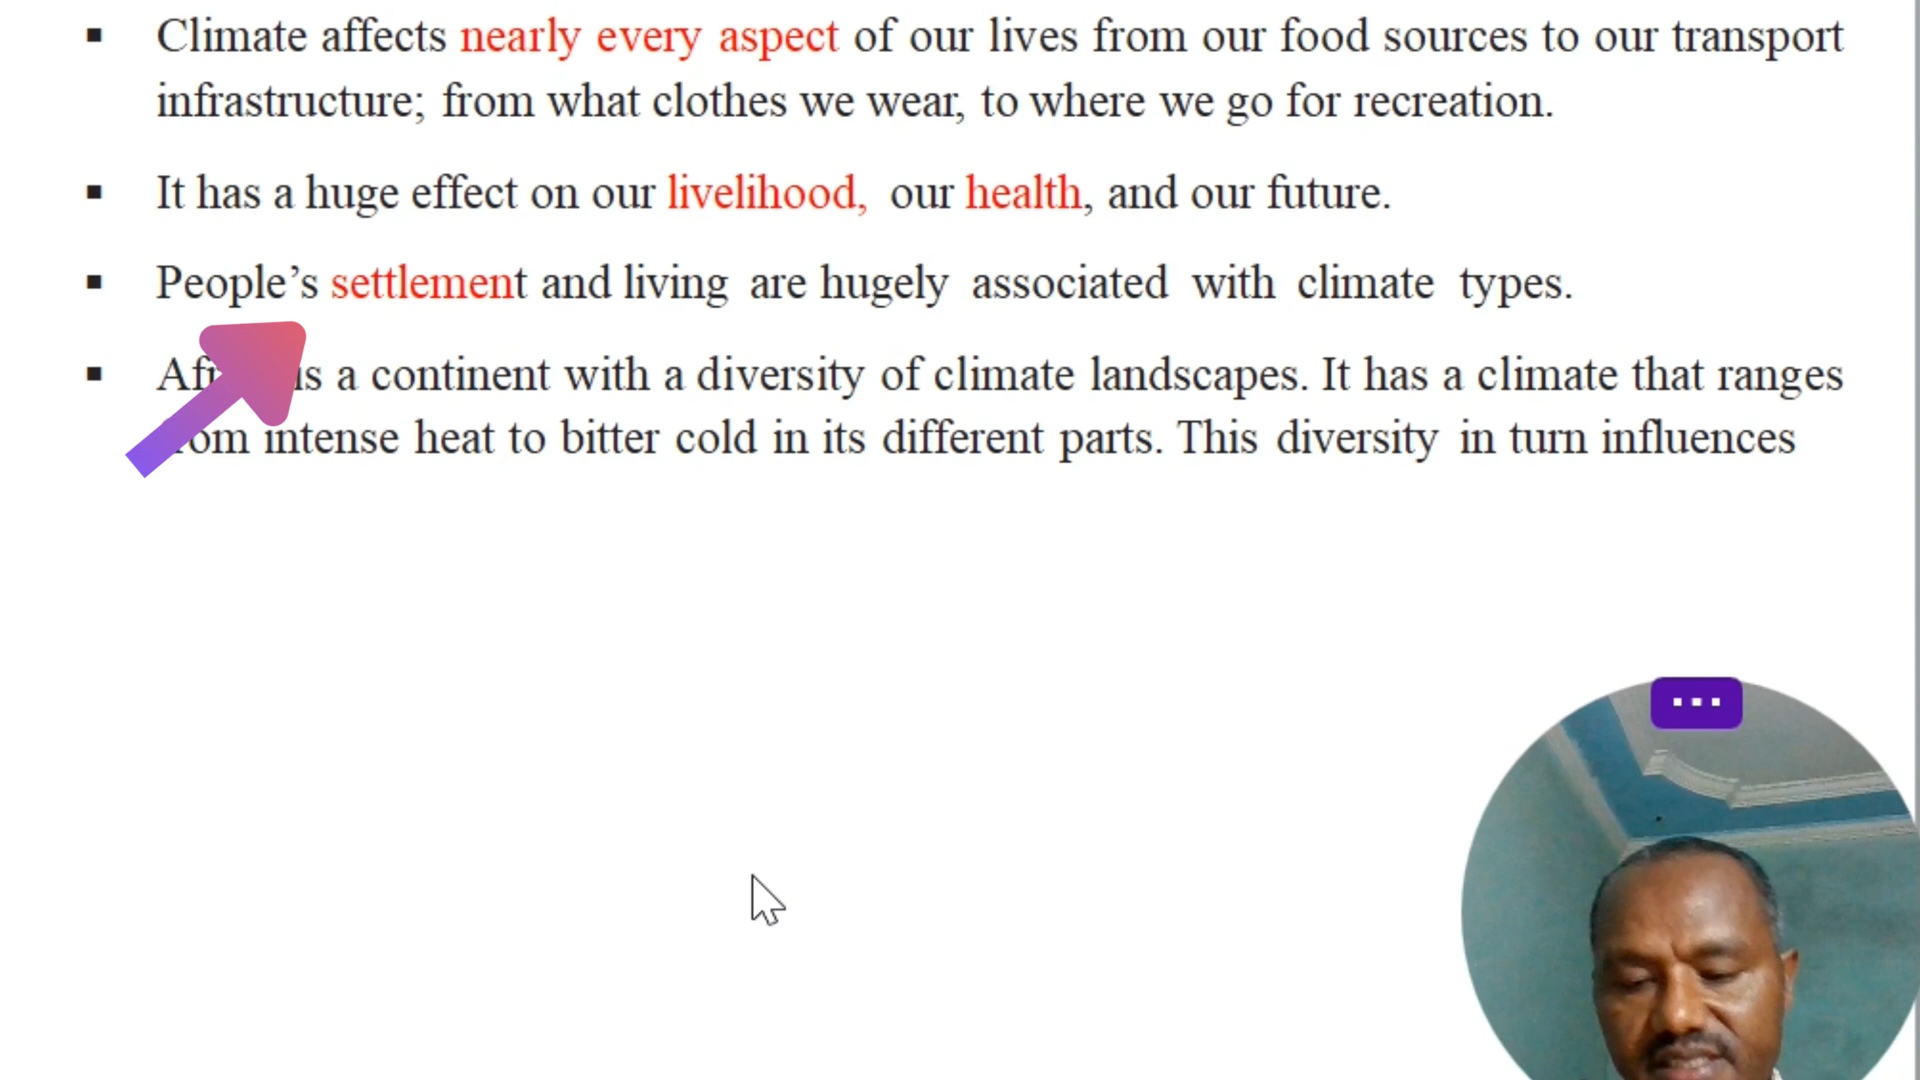 ▪ Climate affects nearly every aspect of our lives from our food sources to our transport
infrastructure; from what clothes we wear, to where we go for recreation.
▪ It has a huge effect on our livelihood, our health, and our future.
▪ People’s settlement and living are hugely associated with climate types.
▪ is a continent with a diversity of climate landscapes. It has a climate that ranges
intense heat to bitter cold in its different parts. This diversity in turn influences